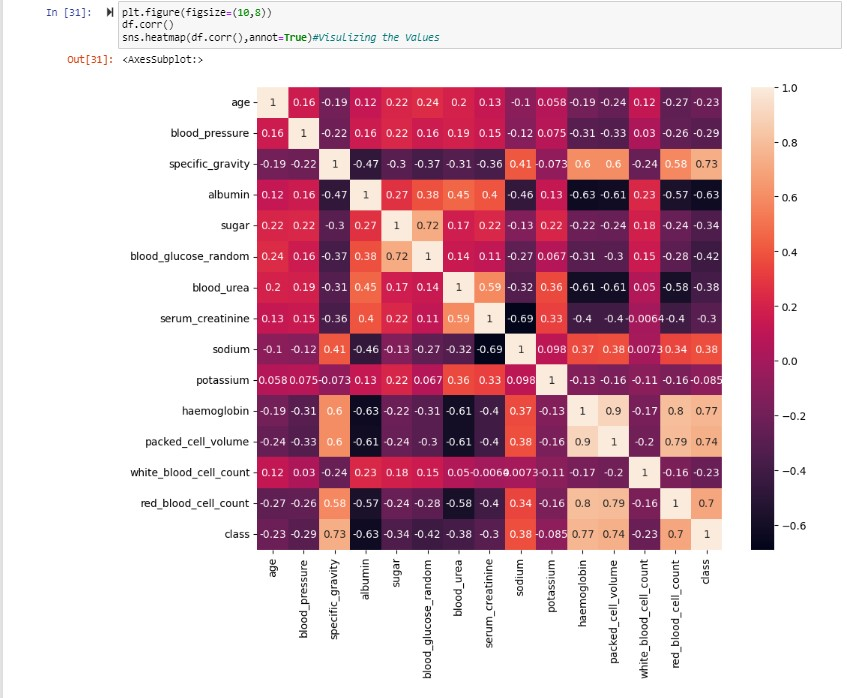 In [31]: plt.figure(figsize=(10,8))
df.corr()
sns.heatmap(df.corr(),annot=True)#Visulizing the Values
Out[31]: <AxesSubplot:>
age 1 0.16 -0.19 0.12 0.22 0.24 0.2 0.13 -0.1 0.058 -0.19 -0.24 0.12 -0.27 -0.23
blood_pressure 0.16 1 -0.22 0.16 0.22 0.16 0.19 0.15 -0.12 0.075 -0.31 -0.33 0.03 -0.26 -0.29
specific_gravity -0.19 -0.22 1 -0.47 -0.3 -0.37 -0.31 -0.36 0.41 -0.073 0.6 0.6 -0.24 0.58 0.73
albumin 0.12 0.16 -0.47 1 0.27 0.38 0.45 0.4 -0.46 0.13 -0.63 -0.61 0.23 -0.57 -0.63
sugar 0.22 0.22 -0.3 0.27 1 0.72 0.17 0.22 -0.13 0.22 -0.22 -0.24 0.18 -0.24 -0.34
blood_glucose_random 0.24 0.16 -0.37 0.38 0.72 1 0.14 0.11 -0.27 0.067 -0.31 -0.3 0.15 -0.28 -0.42
blood_urea 0.2 0.19 -0.31 0.45 0.17 0.14 1 0.59 -0.32 0.36 -0.61 -0.61 0.05 -0.58 -0.38
serum_creatinine 0.13 0.15 -0.36 0.4 0.22 0.11 0.59 1 -0.69 0.33 -0.4 -0.4 -0.0064 -0.4 -0.3
sodium -0.1 -0.12 0.41 -0.46 -0.13 -0.27 -0.32 -0.69 1 0.098 0.37 0.38 0.0073 0.34 0.38
potassium 0.058 0.075 -0.073 0.13 0.22 0.067 0.36 0.33 0.098 1 -0.13 -0.16 -0.11 -0.16 -0.085
haemoglobin -0.19 -0.31 0.6 -0.63 -0.22 -0.31 -0.61 -0.4 0.37 -0.13 1 0.9 -0.17 0.8 0.77
packed_cell_volume -0.24 -0.33 0.6 -0.61 -0.24 -0.3 -0.61 -0.4 0.38 -0.16 0.9 1 -0.2 0.79 0.74
white_blood_cell_count 0.12 0.03 -0.24 0.23 0.18 0.15 0.05 -0.0064 0.0073 -0.11 -0.17 -0.2 1 -0.16 -0.23
red_blood_cell_count -0.27 -0.26 0.58 -0.57 -0.24 -0.28 -0.58 -0.4 0.34 -0.16 0.8 0.79 -0.16 1 0.7
class -0.23 -0.29 0.73 -0.63 -0.34 -0.42 -0.38 -0.3 0.38 -0.085 0.77 0.74 -0.23 0.7 1
age
blood_pressure
specific_gravity
albumin
sugar
blood_glucose_random
blood_urea
serum_creatinine
sodium
potassium
haemoglobin
packed_cell_volume
white_blood_cell_count
red_blood_cell_count
class
1.0
0.8
0.6
0.4
0.2
0.0
−0.2
−0.4
−0.6